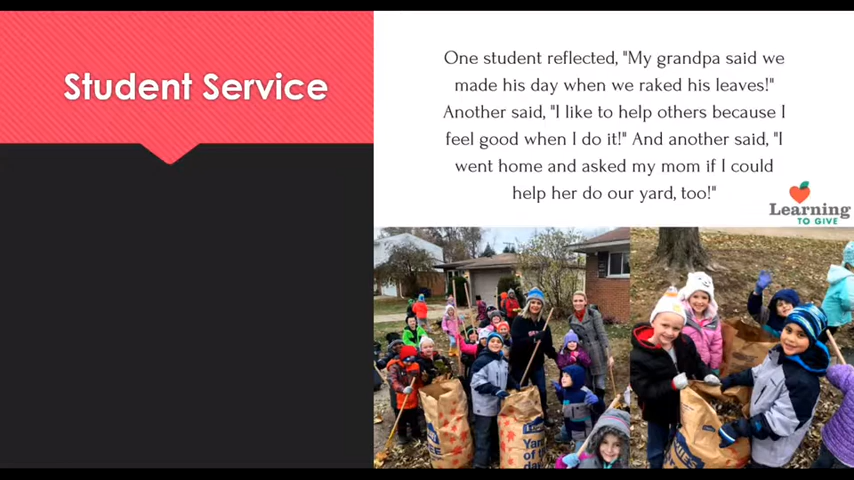 Student Service
One student reflected, "My grandpa said we
made his day when we raked his leaves!"
Another said, "I like to help others because I
feel good when I do it!" And another said, "I
went home and asked my mom if I could
help her do our yard, too!"
Learning
TO GIVE